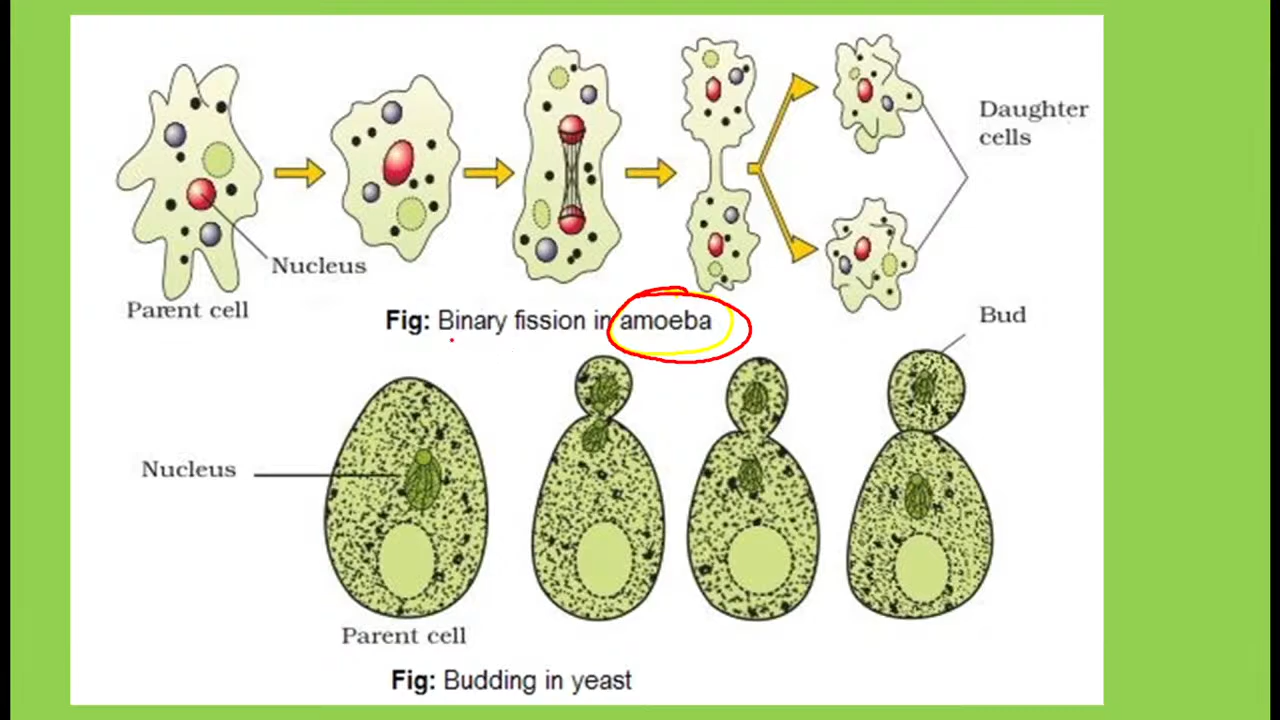 Daughter
cells
Nucleus
Parent cell
Fig: Binary fission in amoeba
Bud
Nucleus
Parent cell
Fig: Budding in yeast